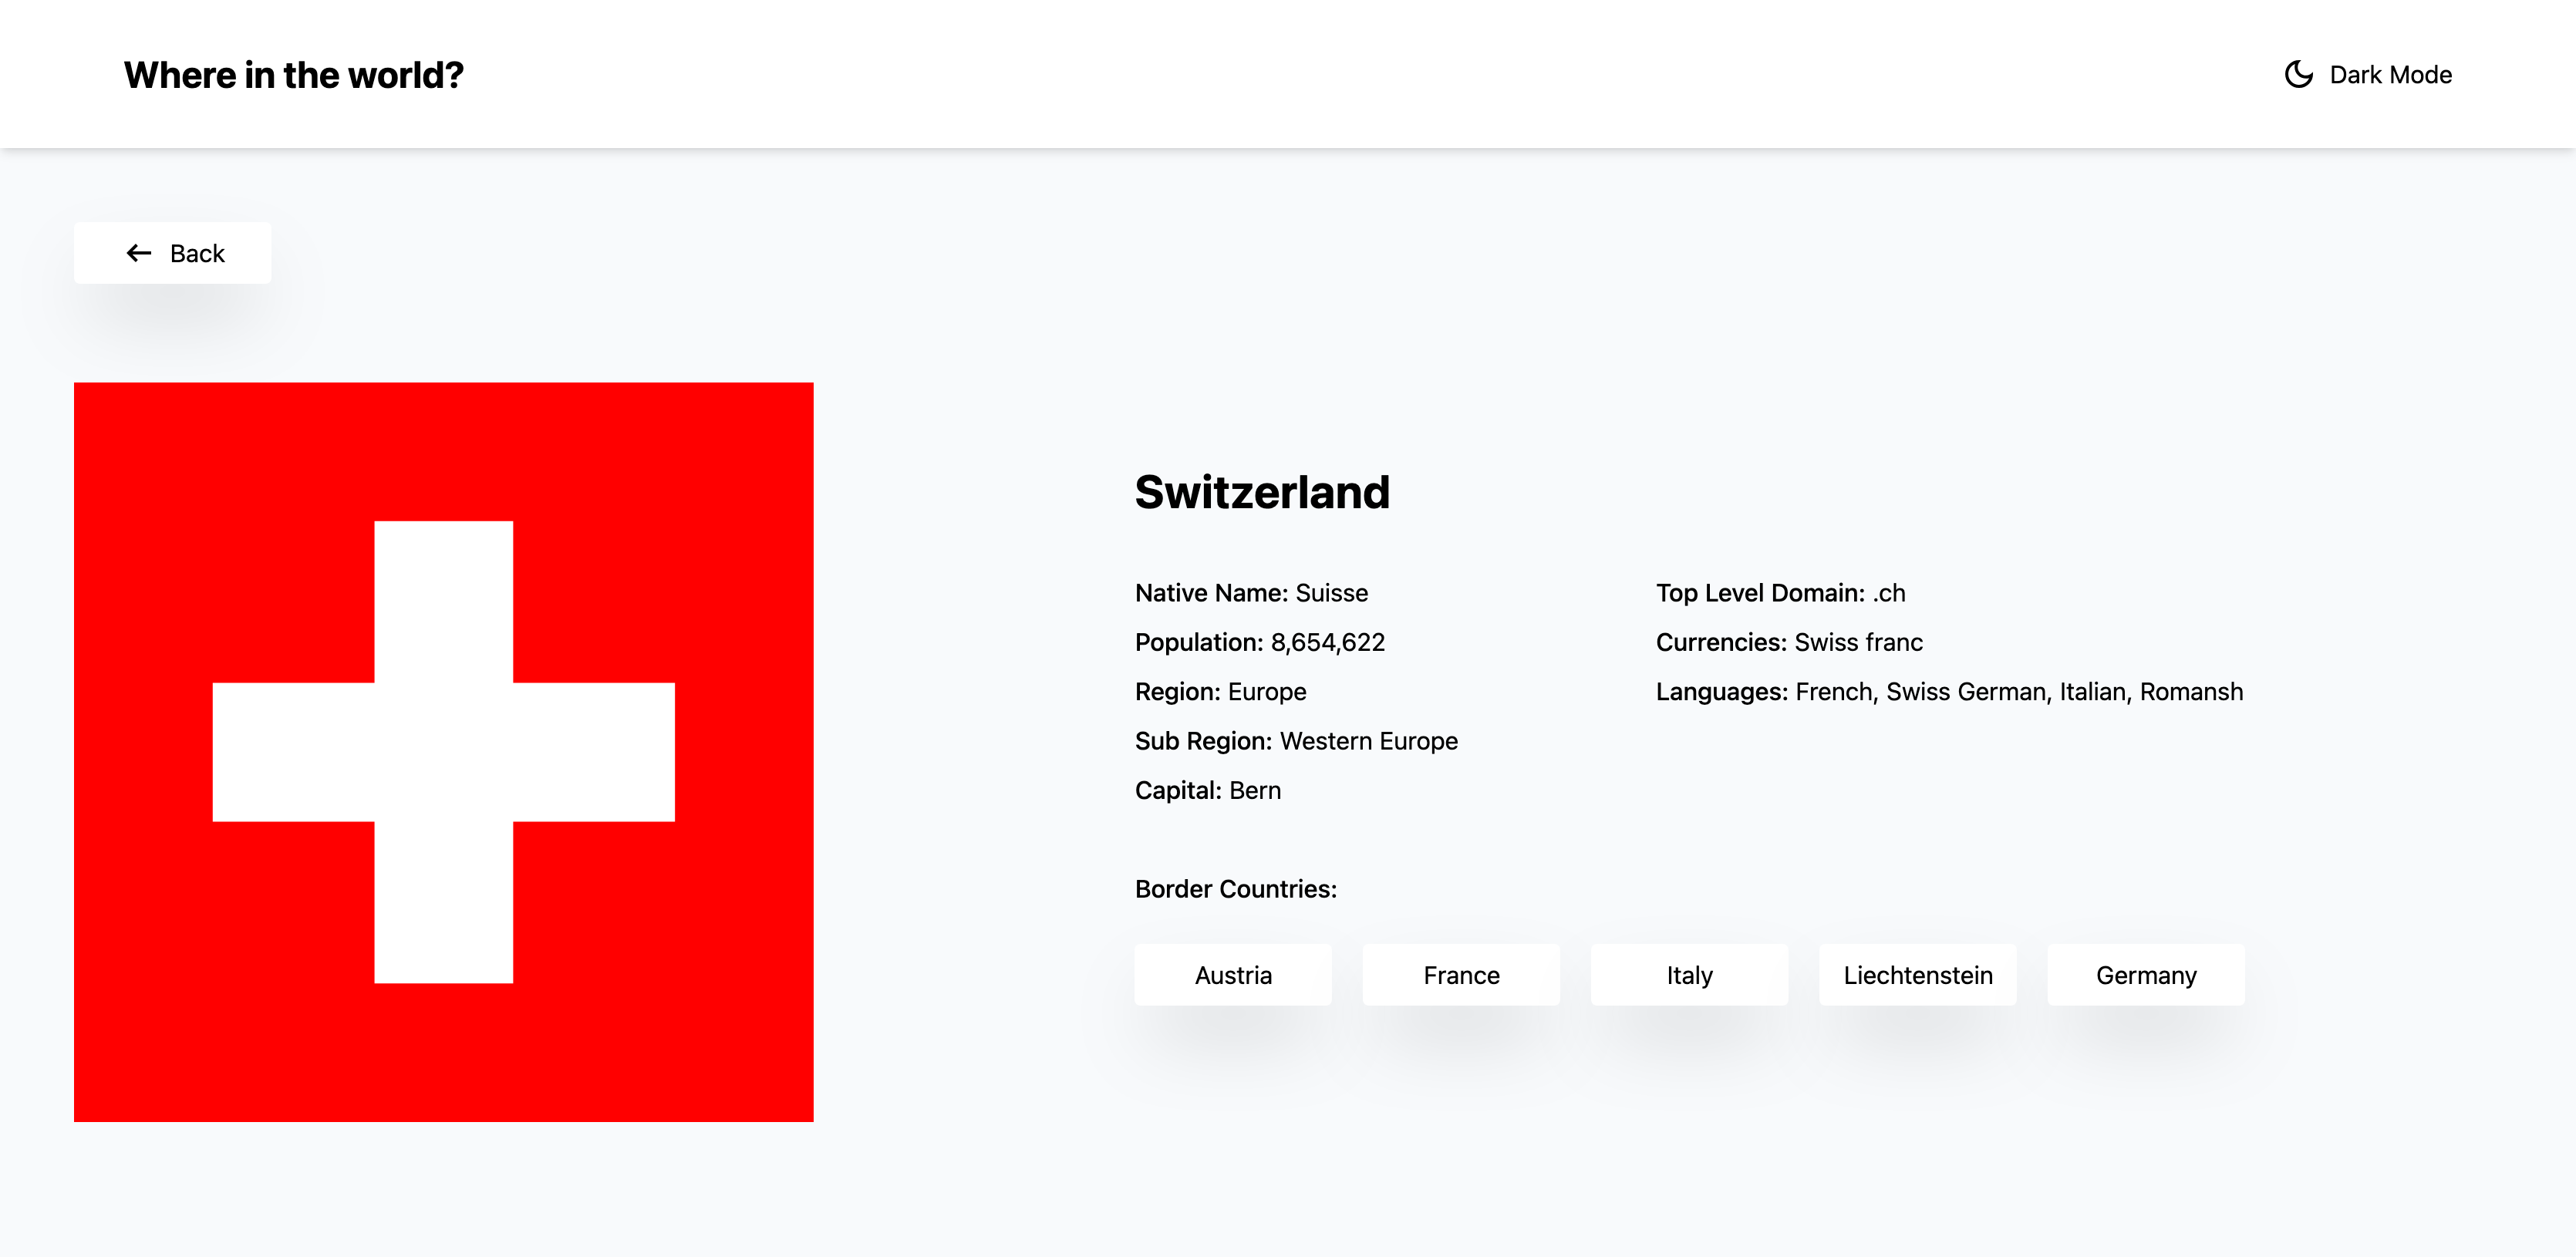 Where in the world?
Dark Mode
Back
Switzerland
Native Name: Suisse
Population: 8,654,622
Region: Europe
Sub Region: Western Europe
Capital: Bern
Top Level Domain: .ch
Currencies: Swiss franc
Languages: French, Swiss German, Italian, Romansh
Border Countries:
Austria
France
Italy
Liechtenstein
Germany